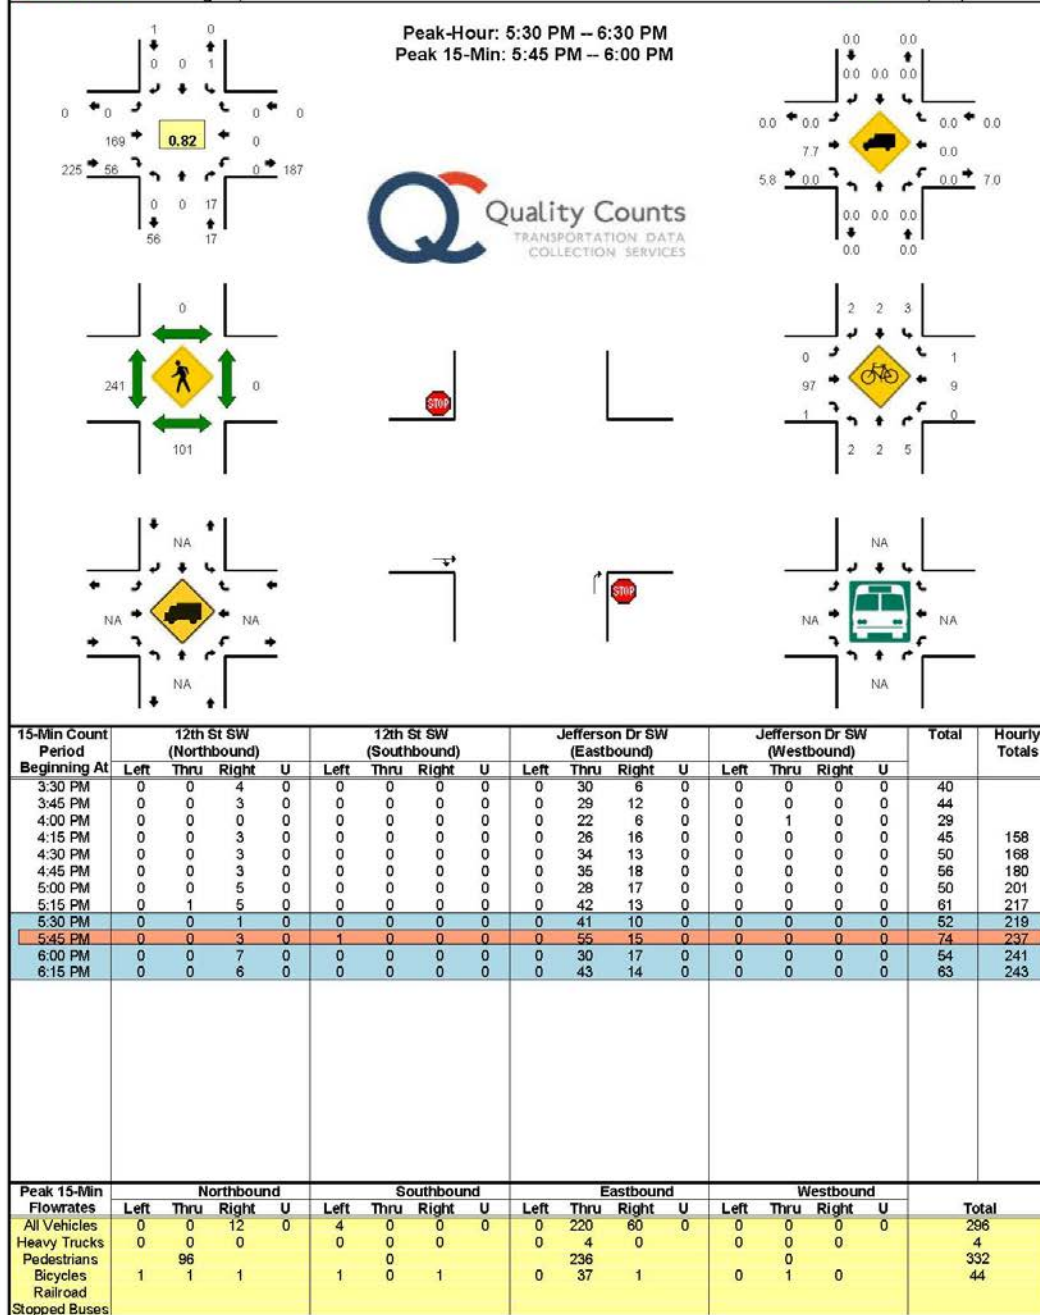 Peak-Hour: 5:30 PM -- 6:30 PM
Peak 15-Min: 5:45 PM -- 6:00 PM
1 0
0 0 1
0 0 0 0
169 0.82 0
225 56 0 187
0 0 17
56 17
Quality Counts
TRANSPORTATION DATA
COLLECTION SERVICES
0.0 0.0
0.0 0.0 0.0
0.0 0.0 0.0 0.0
7.7 0.0
5.8 0.0 0.0 7.0
0.0 0.0 0.0
0.0 0.0
0
241 0
101
STOP
2 2 3
0 1
97 9
1 0
2 2 5
NA
NA NA
NA
STOP
NA
NA NA
NA
15-Min Count 12th St SW 12th St SW Jefferson Dr SW Jefferson Dr SW Total Hourly
Period (Northbound) (Southbound) (Eastbound) (Westbound) Totals
Beginning At Left Thru Right U Left Thru Right U Left Thru Right U Left Thru Right U
3:30 PM 0 0 4 0 0 0 0 0 0 30 6 0 0 0 0 0 40
3:45 PM 0 0 3 0 0 0 0 0 0 29 12 0 0 0 0 0 44
4:00 PM 0 0 0 0 0 0 0 0 0 22 6 0 0 1 0 0 29
4:15 PM 0 0 3 0 0 0 0 0 0 26 16 0 0 0 0 0 45 158
4:30 PM 0 0 3 0 0 0 0 0 0 34 13 0 0 0 0 0 50 168
4:45 PM 0 0 3 0 0 0 0 0 0 35 18 0 0 0 0 0 56 180
5:00 PM 0 0 5 0 0 0 0 0 0 28 17 0 0 0 0 0 50 201
5:15 PM 0 1 5 0 0 0 0 0 0 42 13 0 0 0 0 0 61 217
5:30 PM 0 0 1 0 0 0 0 0 0 41 10 0 0 0 0 0 52 219
5:45 PM 0 0 3 0 1 0 0 0 0 55 15 0 0 0 0 0 74 237
6:00 PM 0 0 7 0 0 0 0 0 0 30 17 0 0 0 0 0 54 241
6:15 PM 0 0 6 0 0 0 0 0 0 43 14 0 0 0 0 0 63 243
Peak 15-Min Northbound Southbound Eastbound Westbound
Flowrates Left Thru Right U Left Thru Right U Left Thru Right U Left Thru Right U Total
All Vehicles 0 0 12 0 4 0 0 0 0 220 60 0 0 0 0 0 296
Heavy Trucks 0 0 0 0 0 0 0 4 0 0 0 0 4
Pedestrians 96 0 236 0 332
Bicycles 1 1 1 1 0 1 0 37 1 0 1 0 44
Railroad
Stopped Buses